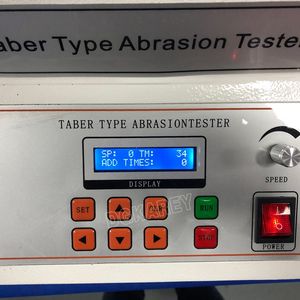 Taber Type Abrasion Tester
TABER TYPE ABRASIONTESTER
SP: 0 TM: 34
ADD TIMES: 0
DISPLAY
SPEED
SET
RUN
POWER